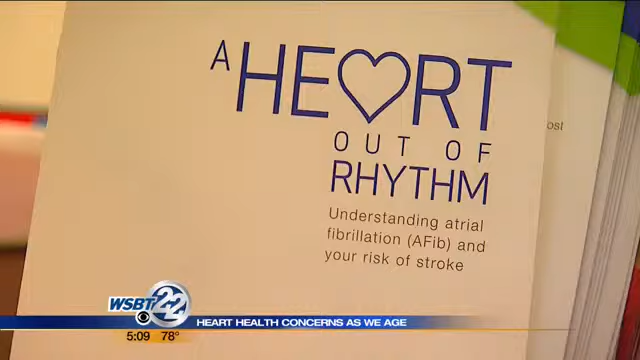 A HEART
OUT OF
RHYTHM
Understanding atrial
fibrillation (AFib) and
your risk of stroke
ost
WSBT 22
HEART HEALTH CONCERNS AS WE AGE
5:09 78°